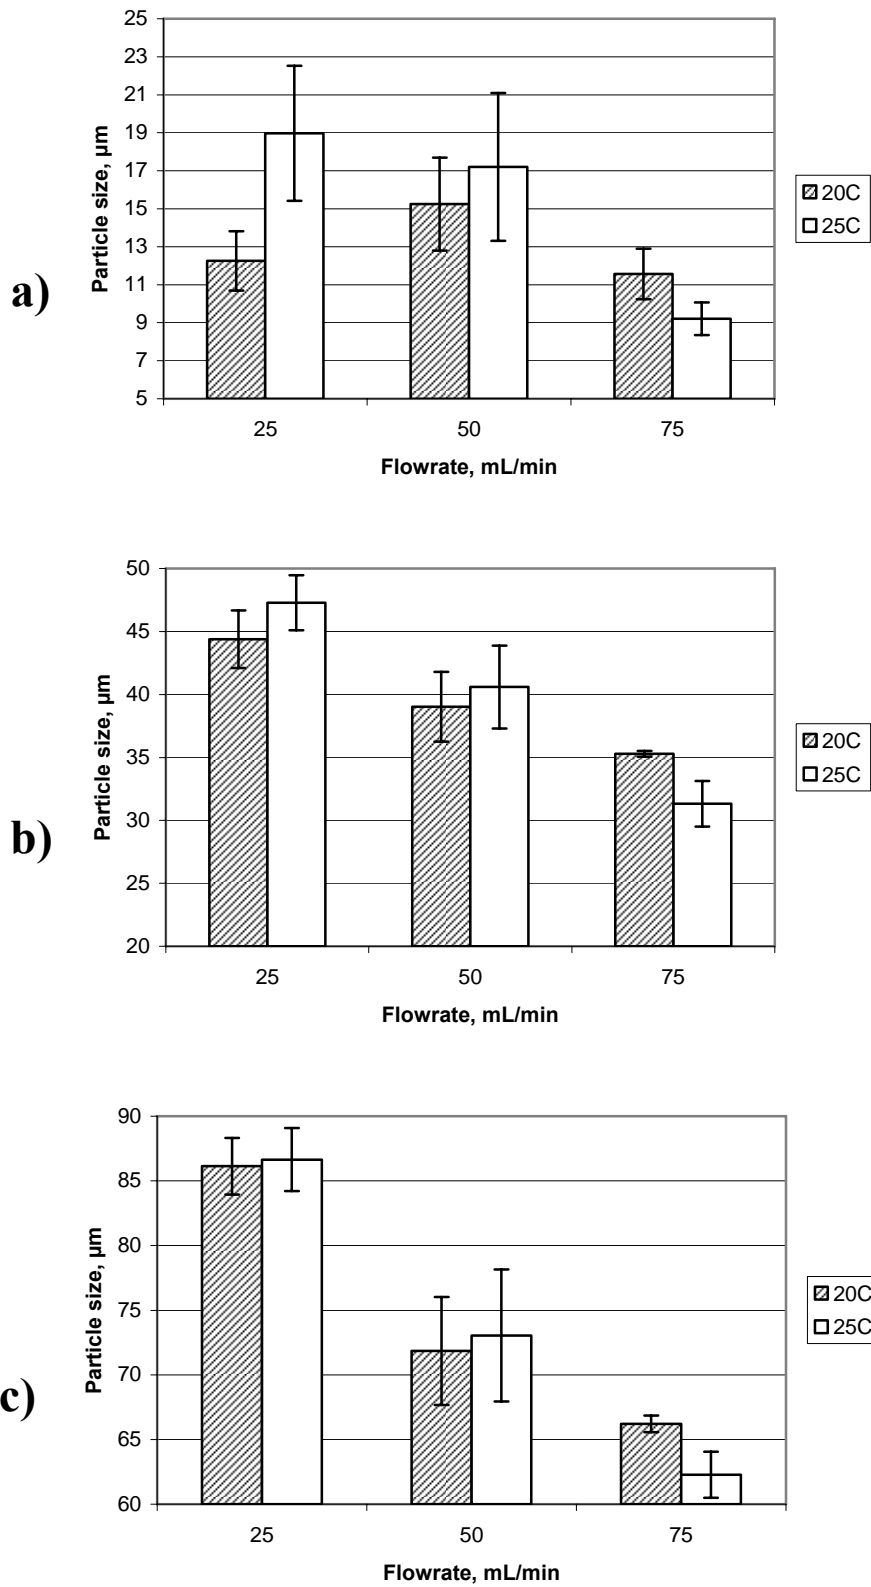 a)
Particle size, µm
25
23
21
19
17
15
13
11
9
7
5
25 50 75
Flowrate, mL/min
20C
25C
b)
Particle size, µm
50
45
40
35
30
25
20
25 50 75
Flowrate, mL/min
20C
25C
c)
Particle size, µm
90
85
80
75
70
65
60
25 50 75
Flowrate, mL/min
20C
25C